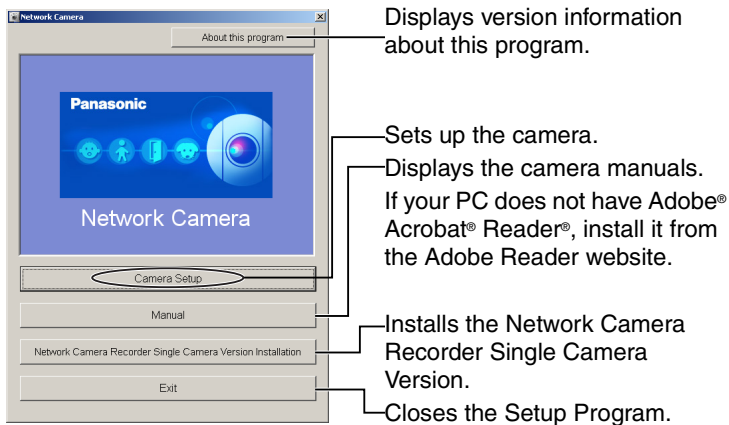 Network Camera
About this program
Panasonic
Network Camera
Camera Setup
Manual
Network Camera Recorder Single Camera Version Installation
Exit
Displays version information
about this program.
Sets up the camera.
Displays the camera manuals.
If your PC does not have Adobe®
Acrobat® Reader®, install it from
the Adobe Reader website.
Installs the Network Camera
Recorder Single Camera
Version.
Closes the Setup Program.